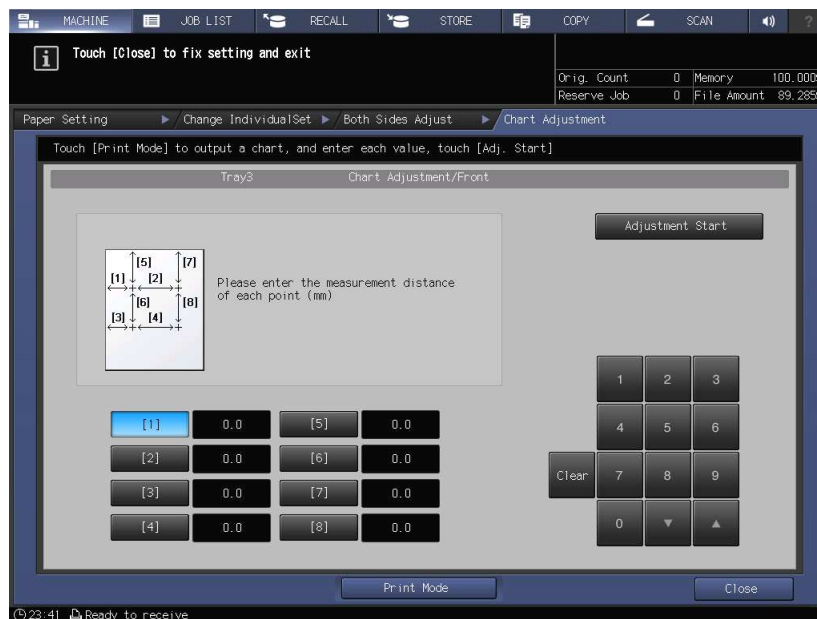 MACHINE JOB LIST RECALL STORE COPY SCAN ?
Touch [Close] to fix setting and exit
Orig. Count 0 Memory 100.000
Reserve Job 0 File Amount 89.285
Paper Setting Change IndividualSet Both Sides Adjust Chart Adjustment
Touch [Print Mode] to output a chart, and enter each value, touch [Adj. Start]
Tray3 Chart Adjustment/Front
Adjustment Start
[5] [7]
[1] [2]
[6] [8]
[3] [4]
Please enter the measurement distance
of each point (mm)
1 2 3
[1] 0.0 [5] 0.0
4 5 6
[2] 0.0 [6] 0.0
Clear 7 8 9
[3] 0.0 [7] 0.0
[4] 0.0 [8] 0.0
0 ▼ ▲
Print Mode Close
23:41 Ready to receive